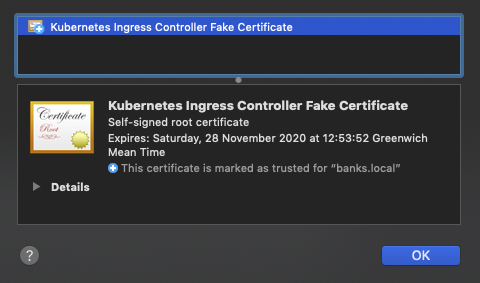 Kubernetes Ingress Controller Fake Certificate
Certificate
Root
Kubernetes Ingress Controller Fake Certificate
Self-signed root certificate
Expires: Saturday, 28 November 2020 at 12:53:52 Greenwich
Mean Time
This certificate is marked as trusted for “banks.local”
Details
?
OK